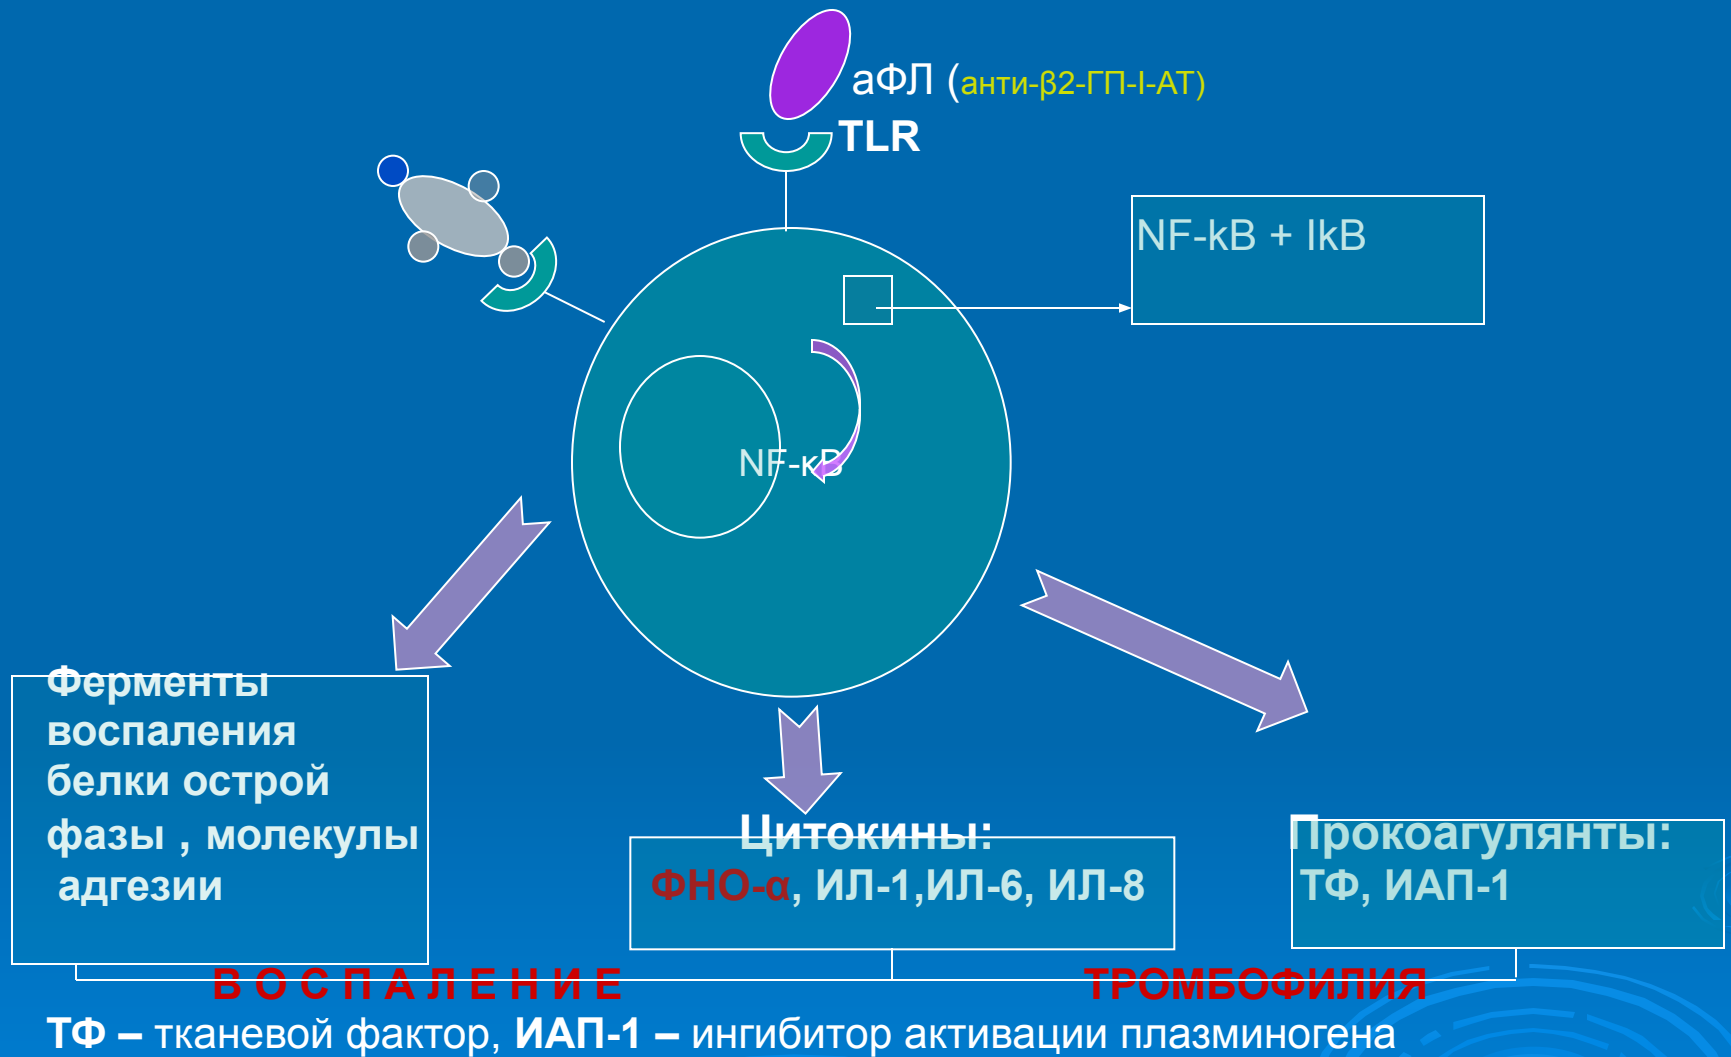 аФЛ (анти-β2-ГП-I-АТ)
TLR
NF-kB + IkB
NF-кB
Ферменты
воспаления
белки острой
фазы , молекулы
адгезии
Цитокины:
ФНО-α, ИЛ-1,ИЛ-6, ИЛ-8
Прокоагулянты:
ТФ, ИАП-1
В О С П А Л Е Н И Е
ТРОМБОФИЛИЯ
ТФ – тканевой фактор, ИАП-1 – ингибитор активации плазминогена